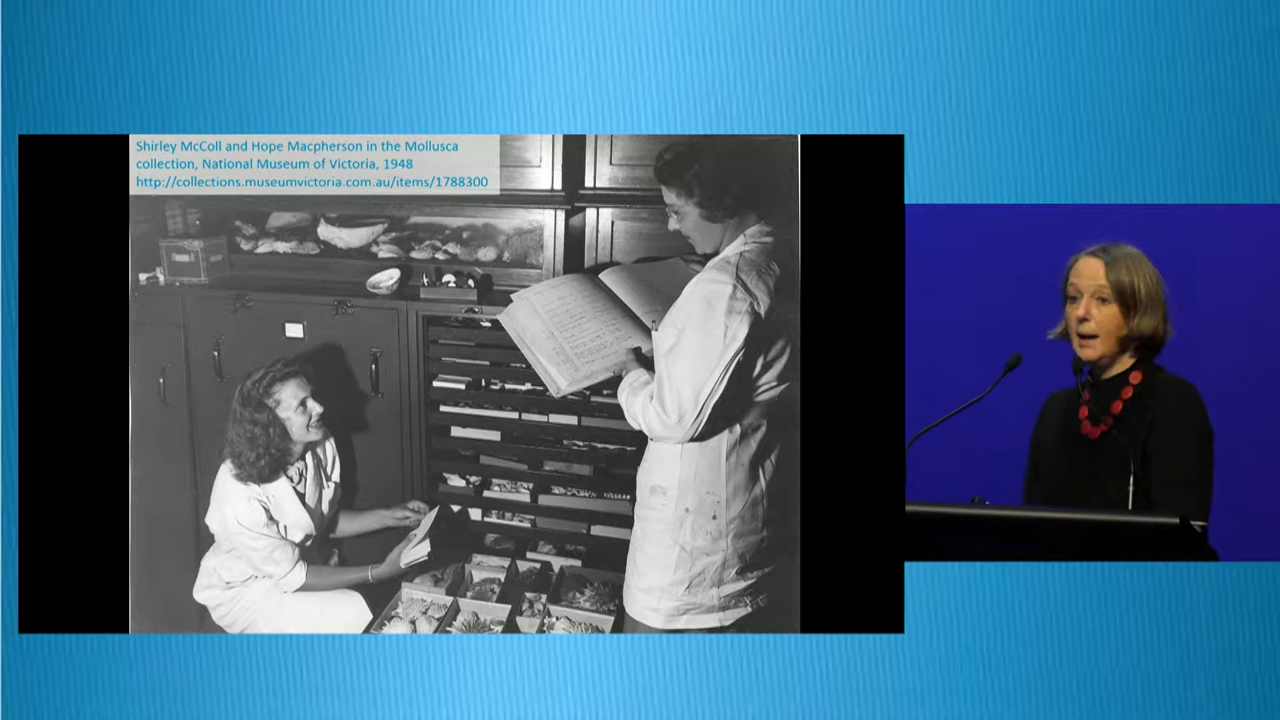 Shirley McColl and Hope Macpherson in the Mollusca
collection, National Museum of Victoria, 1948
http://collections.museumvictoria.com.au/items/1788300